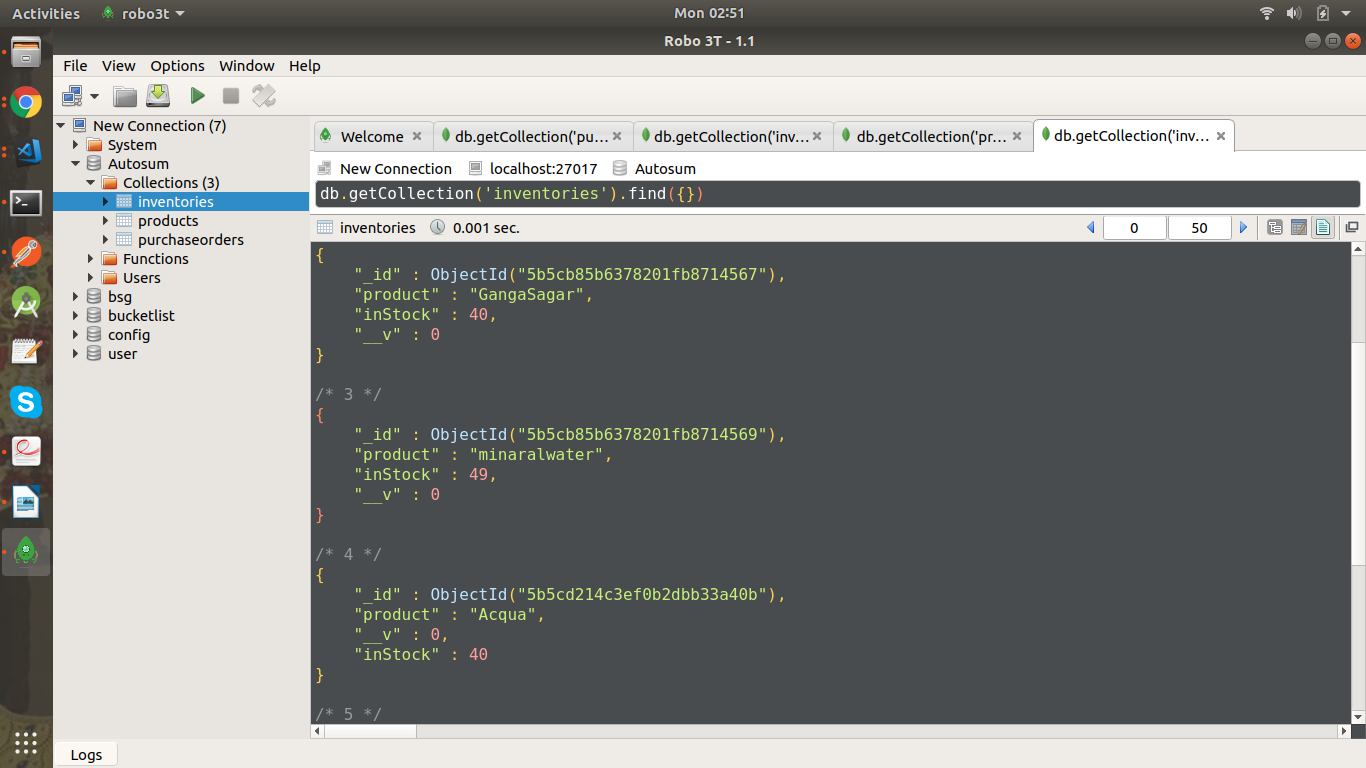 Activities robo3t Mon 02:51
Robo 3T - 1.1
File View Options Window Help
New Connection (7)
System
Autosum
Collections (3)
inventories
products
purchaseorders
Functions
Users
bsg
bucketlist
config
user
Welcome db.getCollection('pu... db.getCollection('inv... db.getCollection('pr... db.getCollection('inv...
New Connection localhost:27017 Autosum
db.getCollection('inventories').find({})
inventories 0.001 sec. 0 50
{
"_id" : ObjectId("5b5cb85b6378201fb8714567"),
"product" : "GangaSagar",
"inStock" : 40,
"__v" : 0
}
/* 3 */
{
"_id" : ObjectId("5b5cb85b6378201fb8714569"),
"product" : "minaralwater",
"inStock" : 49,
"__v" : 0
}
/* 4 */
{
"_id" : ObjectId("5b5cd214c3ef0b2dbb33a40b"),
"product" : "Acqua",
"__v" : 0,
"inStock" : 40
}
/* 5 */
Logs